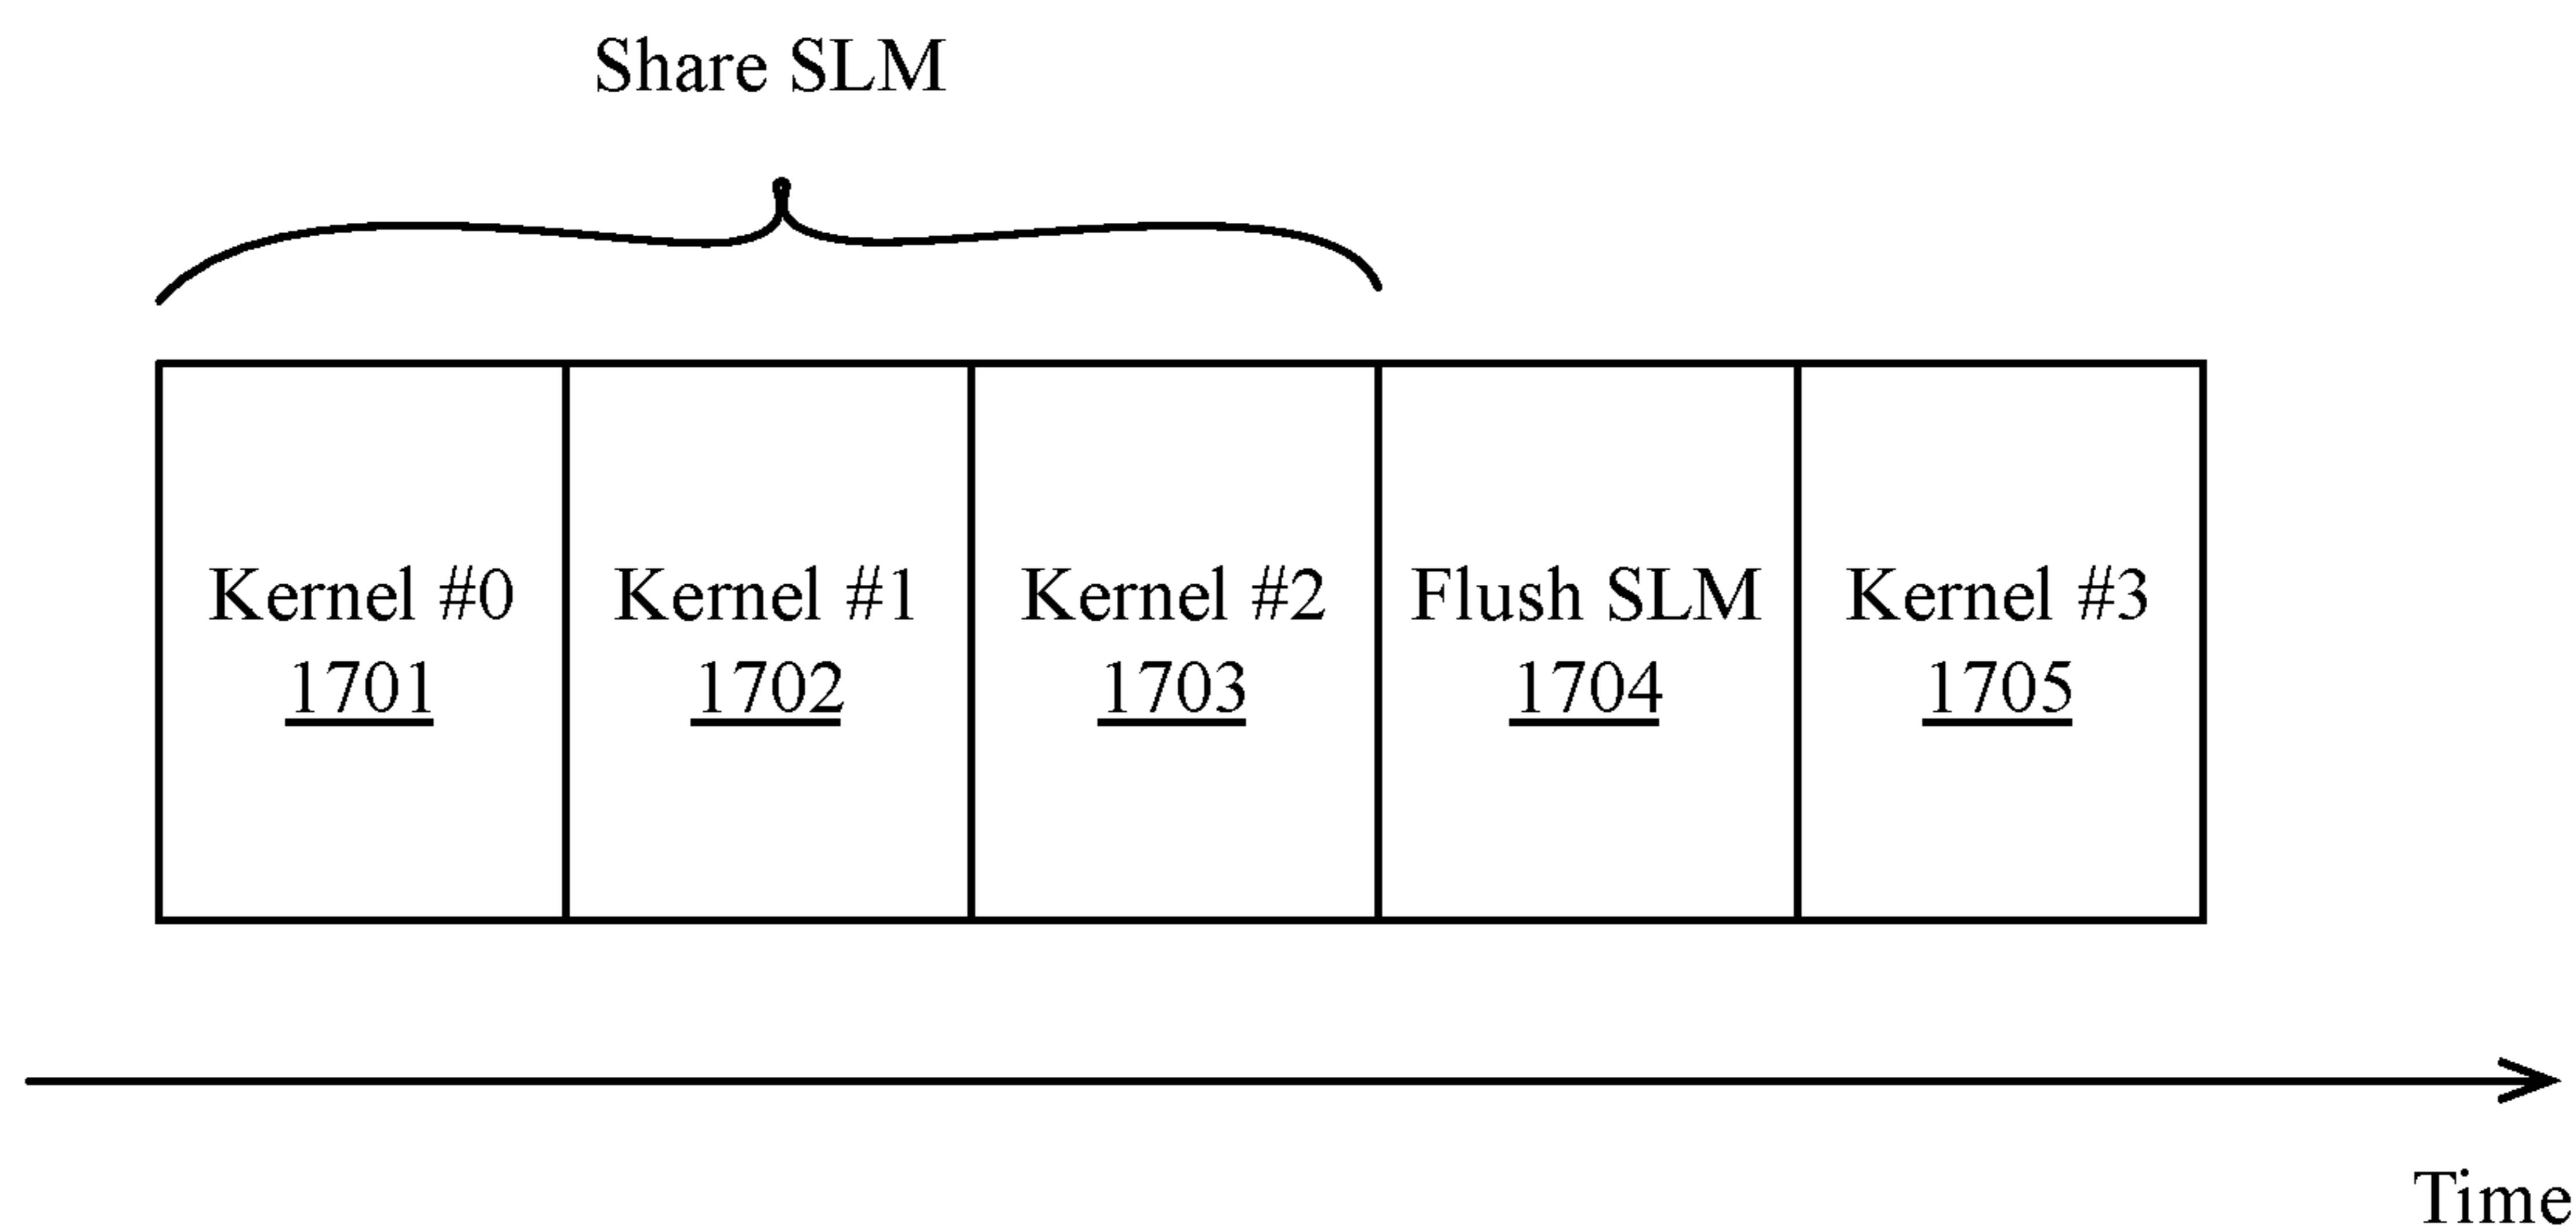 Share SLM
Kernel #0
1701
Kernel #1
1702
Kernel #2
1703
Flush SLM
1704
Kernel #3
1705
Time